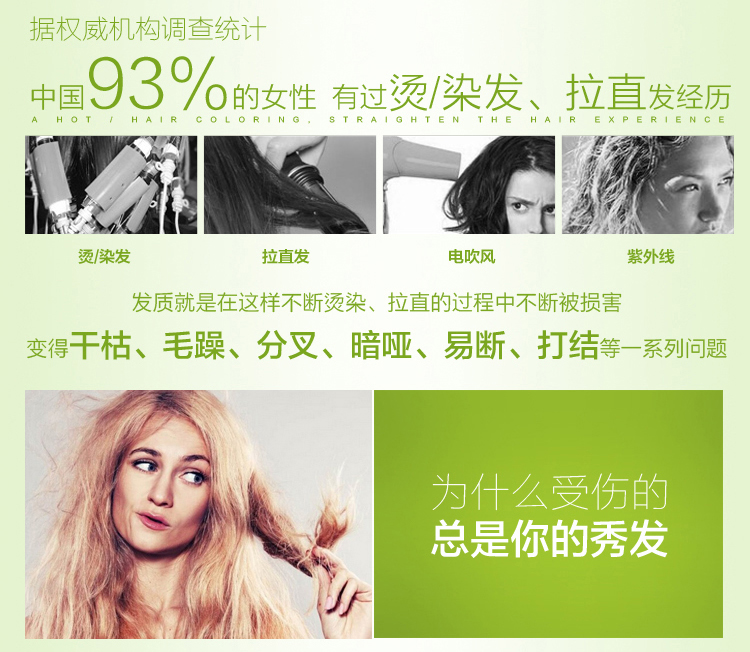 据权威机构调查统计
中国93%的女性 有过烫/染发、拉直发经历
A HOT / HAIR COLORING, STRAIGHTEN THE HAIR EXPERIENCE
烫/染发 拉直发 电吹风 紫外线
发质就是在这样不断烫染、拉直的过程中不断被损害
变得干枯、毛躁、分叉、暗哑、易断、打结等一系列问题
为什么受伤的
总是你的秀发